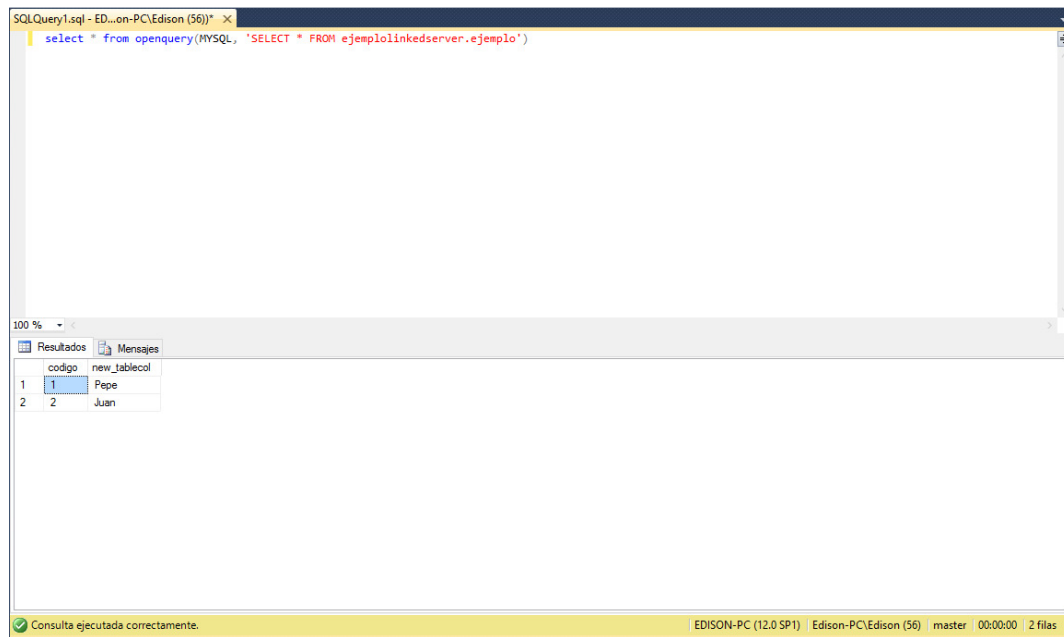 SQLQuery1.sql - ED...on-PC\Edison (56))* ×
select * from openquery(MYSQL, 'SELECT * FROM ejemplolinkedserver.ejemplo')
100 %
Resultados Mensajes
codigo new_tablecol
1 1 Pepe
2 2 Juan
Consulta ejecutada correctamente. EDISON-PC (12.0 SP1) Edison-PC\Edison (56) master 00:00:00 2 filas